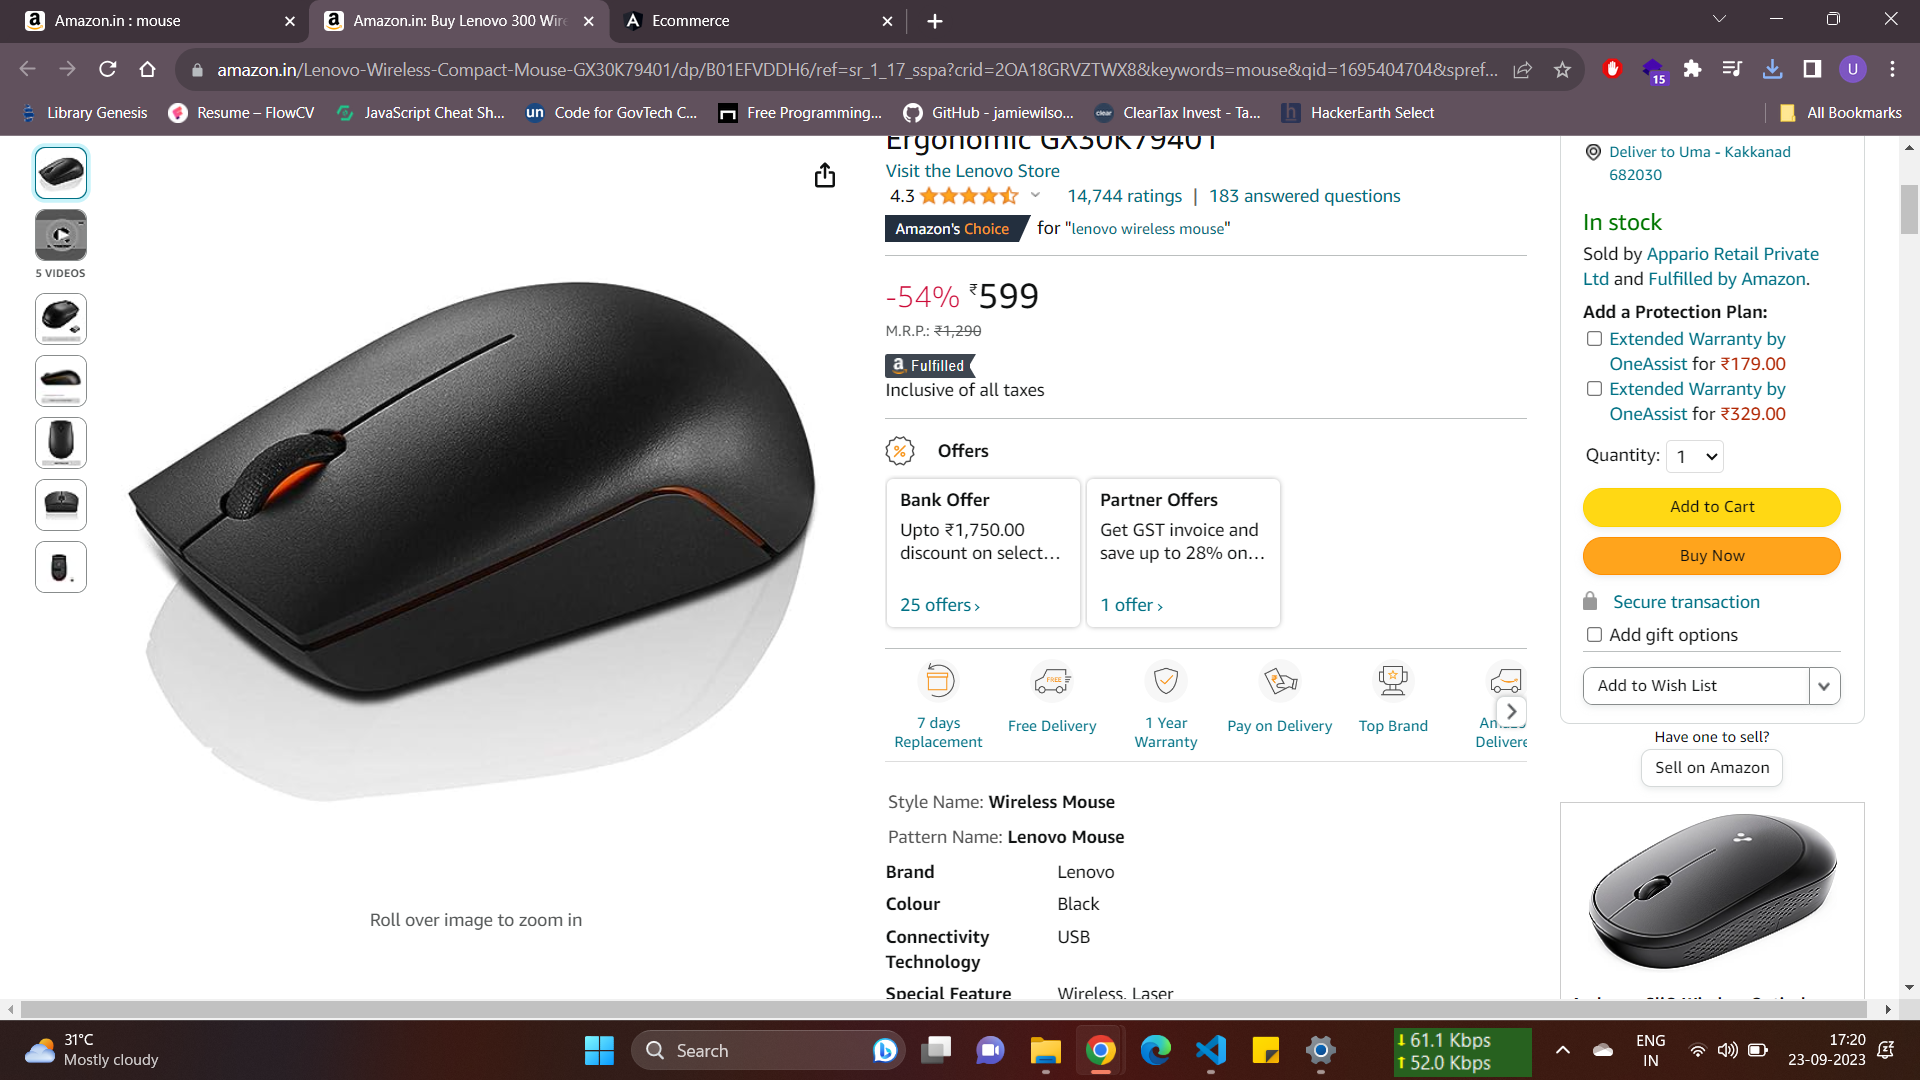 Amazon.in : mouse
Amazon.in: Buy Lenovo 300 Wire
Ecommerce
amazon.in/Lenovo-Wireless-Compact-Mouse-GX30K79401/dp/B01EFVDDH6/ref=sr_1_17_sspa?crid=2OA18GRVZTWX8&keywords=mouse&qid=1695404704&spref...
15
U
Library Genesis
Resume – FlowCV
JavaScript Cheat Sh...
un Code for GovTech C...
Free Programming...
GitHub - jamiewilso...
clear ClearTax Invest - Ta...
h HackerEarth Select
All Bookmarks
5 VIDEOS
Roll over image to zoom in
Ergonomic GX30K79401
Visit the Lenovo Store
4.3 14,744 ratings | 183 answered questions
Amazon's Choice for "lenovo wireless mouse"
-54% ₹599
M.R.P.: ₹1,290
a Fulfilled
Inclusive of all taxes
% Offers
Bank Offer
Upto ₹1,750.00
discount on select…
25 offers ›
Partner Offers
Get GST invoice and
save up to 28% on…
1 offer ›
7 days
Replacement
FREE
Free Delivery
1 Year
Warranty
₹
Pay on Delivery
Top Brand
Delivere
Style Name: Wireless Mouse
Pattern Name: Lenovo Mouse
Brand Lenovo
Colour Black
Connectivity USB
Technology
Special Feature Wireless, Laser
Deliver to Uma - Kakkanad
682030
In stock
Sold by Appario Retail Private
Ltd and Fulfilled by Amazon.
Add a Protection Plan:
Extended Warranty by
OneAssist for ₹179.00
Extended Warranty by
OneAssist for ₹329.00
Quantity: 1
Add to Cart
Buy Now
Secure transaction
Add gift options
Add to Wish List
Have one to sell?
Sell on Amazon
31°C
Mostly cloudy
Search
61.1 Kbps
52.0 Kbps
ENG
IN
17:20
23-09-2023